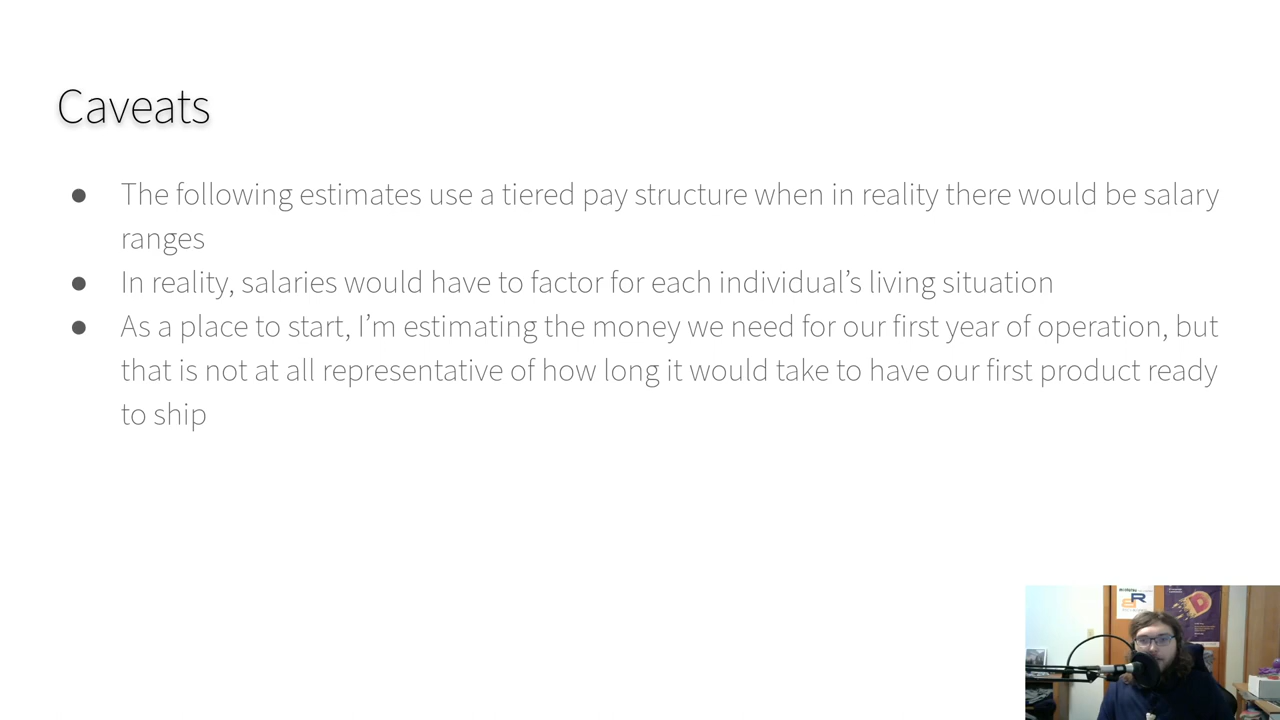 Caveats
● The following estimates use a tiered pay structure when in reality there would be salary
ranges
● In reality, salaries would have to factor for each individual’s living situation
● As a place to start, I’m estimating the money we need for our first year of operation, but
that is not at all representative of how long it would take to have our first product ready
to ship